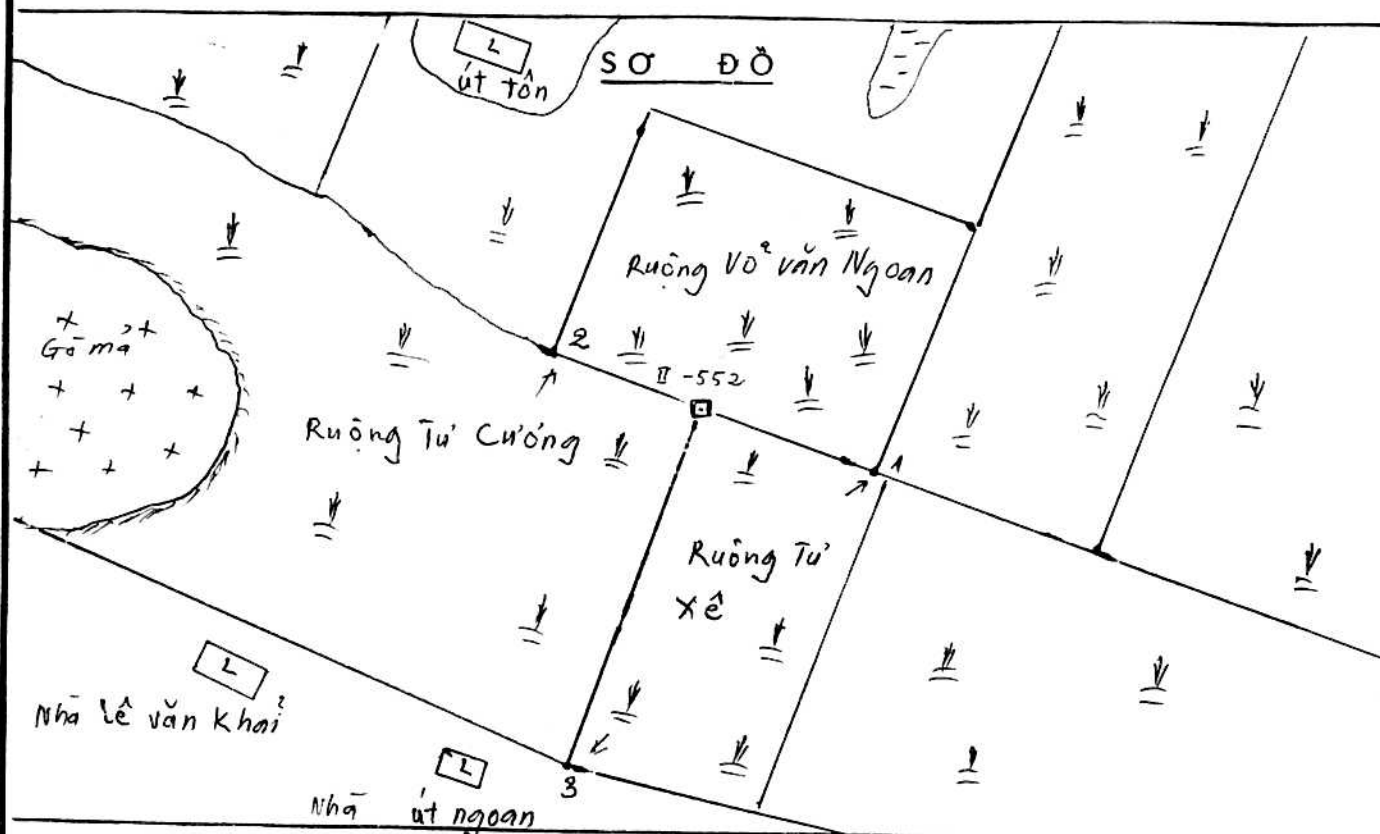 SƠ ĐỒ
L
út tôn
Ruộng Võ văn Ngoan
Gò mả
2
II-552
Ruộng Tư Cường
1
Ruộng Tư
Xê
L
Nhà Lê văn Khải
L
3
Nhà út ngoan